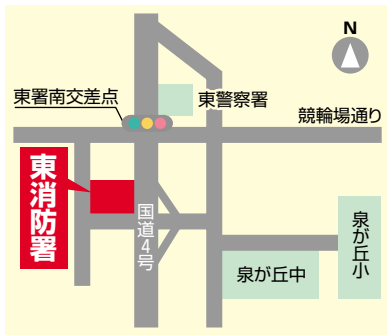 N
東署南交差点
東警察署
競輪場通り
東消防署
国道4号
泉が丘小
泉が丘中